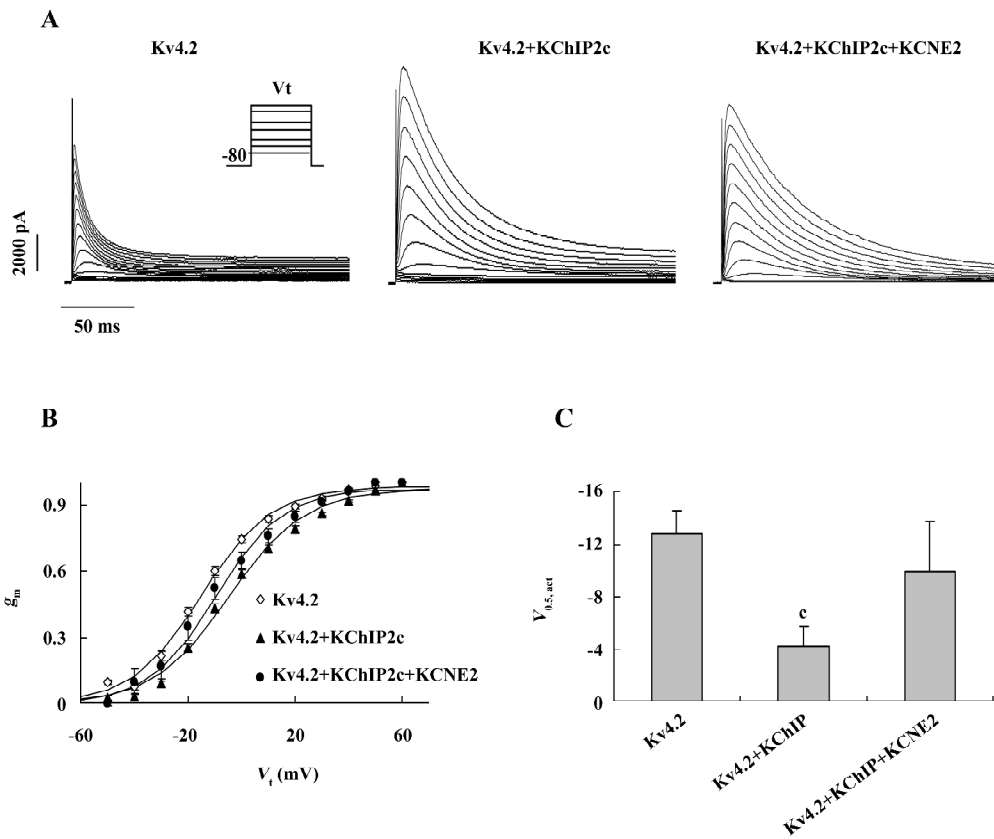 A
Kv4.2
Kv4.2+KChIP2c
Kv4.2+KChIP2c+KCNE2
Vt
-80
2000 pA
50 ms
B
0.9
0.6
0.3
0
gm
Kv4.2
Kv4.2+KChIP2c
Kv4.2+KChIP2c+KCNE2
-60
-20
20
60
Vt (mV)
C
-16
-12
-8
-4
0
V0.5, act
c
Kv4.2
Kv4.2+KChIP
Kv4.2+KChIP+KCNE2